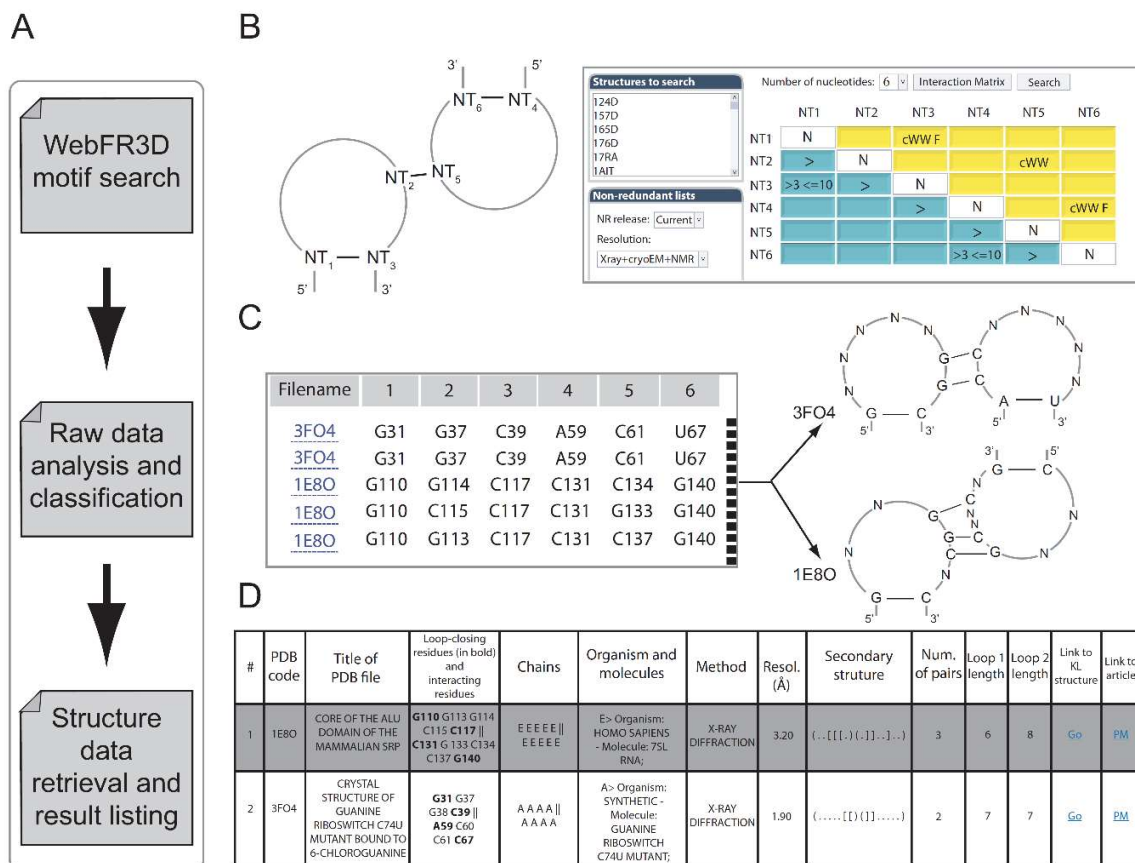 A
WebFR3D
motif search
Raw data
analysis and
classification
Structure
data
retrieval and
result listing
B
3' 5'
NT6 NT4
NT2 NT5
NT1 NT3
5' 3'
Structures to search
124D
157D
165D
176D
17RA
1AIT
Non-redundant lists
NR release: Current
Resolution:
Xray+cryoEM+NMR
Number of nucleotides: 6 Interaction Matrix Search
NT1 NT2 NT3 NT4 NT5 NT6
NT1 N cWW F
NT2 > N cWW
NT3 >3 <=10 > N
NT4 > N cWW F
NT5 > N
NT6 >3 <=10 > N
C
Filename 1 2 3 4 5 6
3FO4 G31 G37 C39 A59 C61 U67
3FO4 G31 G37 C39 A59 C61 U67
1E8O G110 G114 C117 C131 C134 G140
1E8O G110 C115 C117 C131 G133 G140
1E8O G110 G113 C117 C131 C137 G140
3FO4
N N N N N G G C G C C A U N N N N
5' 3' 5' 3'
1E8O
3' 5'
G C N C N N C G N N
N N G G C N G C
5' 3'
D
# PDB code Title of PDB file Loop-closing residues (in bold) and interacting residues Chains Organism and molecules Method Resol. (Å) Secondary struture Num. of pairs Loop 1 length Loop 2 length Link to KL structure Link to article
1 1E8O CORE OF THE ALU DOMAIN OF THE MAMMALIAN SRP G110 G113 G114 C115 C117 || C131 G 133 C134 C137 G140 E E E E E || E E E E E E> Organism: HOMO SAPIENS - Molecule: 7SL RNA; X-RAY DIFFRACTION 3.20 (..[[[.)(.]]..]..) 3 6 8 Go PM
2 3FO4 CRYSTAL STRUCTURE OF GUANINE RIBOSWITCH C74U MUTANT BOUND TO 6-CHLOROGUANINE G31 G37 G38 C39 || A59 C60 C61 C67 A A A A || A A A A A> Organism: SYNTHETIC - Molecule: GUANINE RIBOSWITCH C74U MUTANT; X-RAY DIFFRACTION 1.90 (.....[[)(]].....) 2 7 7 Go PM